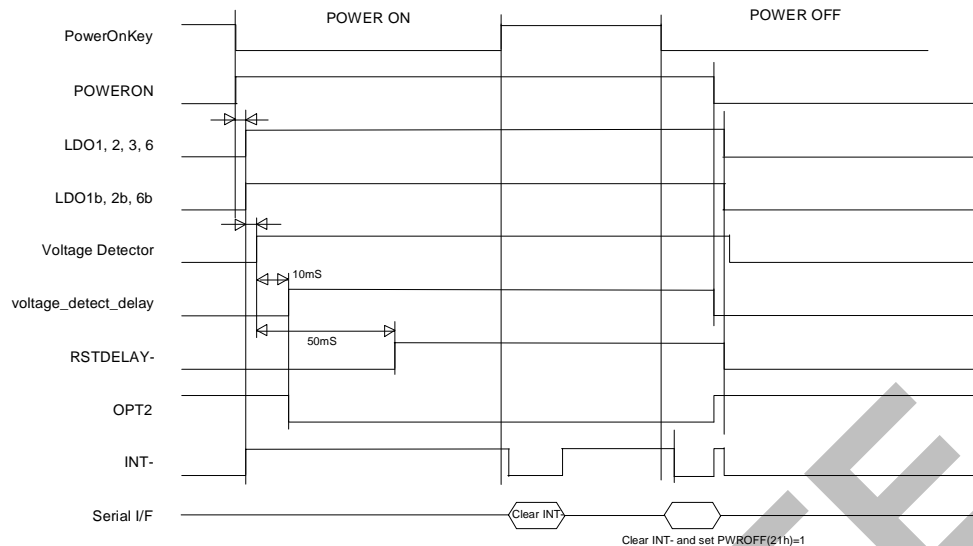 POWER ON
POWER OFF
PowerOnKey
POWERON
LDO1, 2, 3, 6
LDO1b, 2b, 6b
Voltage Detector
10mS
voltage_detect_delay
50mS
RSTDELAY-
OPT2
INT-
Serial I/F
Clear INT-
Clear INT- and set PWROFF(21h)=1